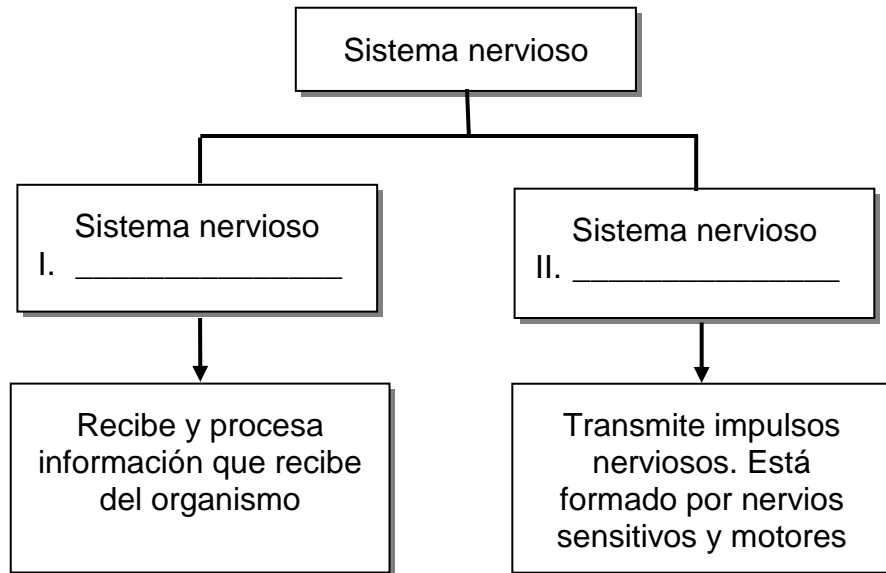 Sistema nervioso
Sistema nervioso
I. _______________
Sistema nervioso
II. _______________
Recibe y procesa
información que recibe
del organismo
Transmite impulsos
nerviosos. Está
formado por nervios
sensitivos y motores